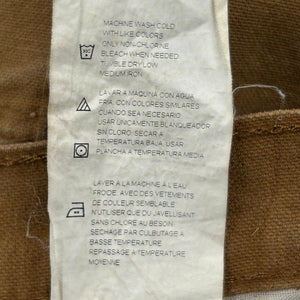 MACHINE WASH COLD
WITH LIKE COLORS
ONLY NON-CHLORINE
BLEACH WHEN NEEDED
TUMBLE DRY LOW
MEDIUM IRON
LAVAR A MAQUINA CON AGUA
FRIA, CON COLORES SIMILARES
CUANDO SEA NECESARIO
USAR UNICAMENTE BLANQUEADOR
SIN CLORO. SECAR A
TEMPERATURA BAJA. USAR
PLANCHA A TEMPERATURA MEDIA
LAVER À LA MACHINE À L'EAU
FROIDE, AVEC DES VETEMENTS
DE COULEUR SEMBLABLE
N'UTILISER QUE DU JAVELLISANT
SANS CHLORE AU BESOIN
SECHAGE PAR CULBUTAGE A
BASSE TEMPÉRATURE
REPASSAGE A TEMPERATURE
MOYENNE